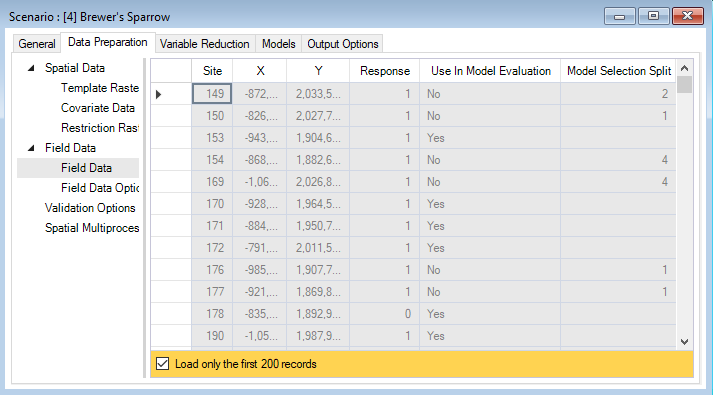 Scenario : [4] Brewer's Sparrow
General Data Preparation Variable Reduction Models Output Options
Spatial Data
Template Raste
Covariate Data
Restriction Ras
Field Data
Field Data
Field Data Optic
Validation Options
Spatial Multiproces
Site X Y Response Use In Model Evaluation Model Selection Split
149 -872,... 2,033,5... 1 No 2
150 -826,... 2,027,7... 1 No 1
153 -943,... 1,904,6... 1 Yes
154 -868,... 1,882,6... 1 No 4
169 -1,06... 2,026,8... 1 No 4
170 -928,... 1,964,5... 1 Yes
171 -884,... 1,950,7... 1 Yes
172 -791,... 2,011,5... 1 Yes
176 -985,... 1,907,7... 1 No 1
177 -921,... 1,869,8... 1 No 1
178 -835,... 1,892,9... 0 Yes
190 -1,05... 1,987,9... 1 Yes
Load only the first 200 records